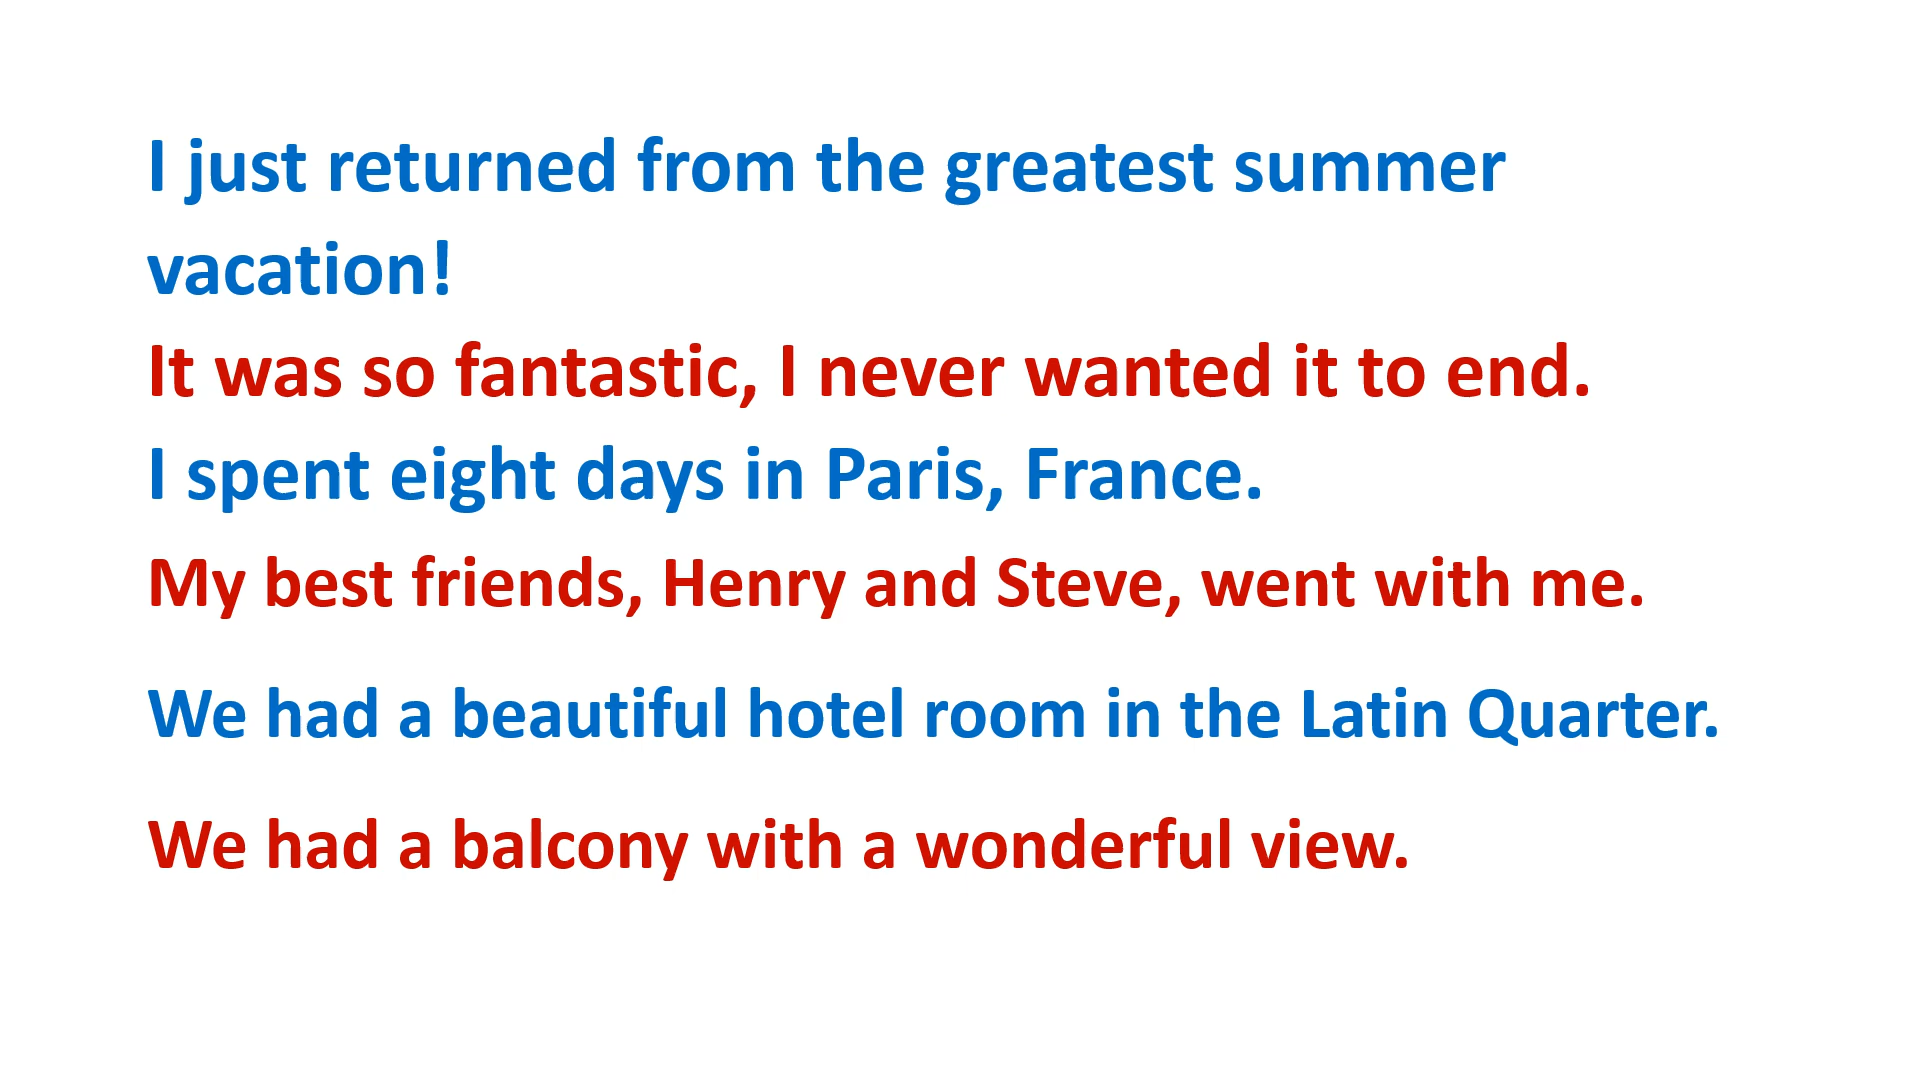 I just returned from the greatest summer
vacation!
It was so fantastic, I never wanted it to end.
I spent eight days in Paris, France.
My best friends, Henry and Steve, went with me.
We had a beautiful hotel room in the Latin Quarter.
We had a balcony with a wonderful view.